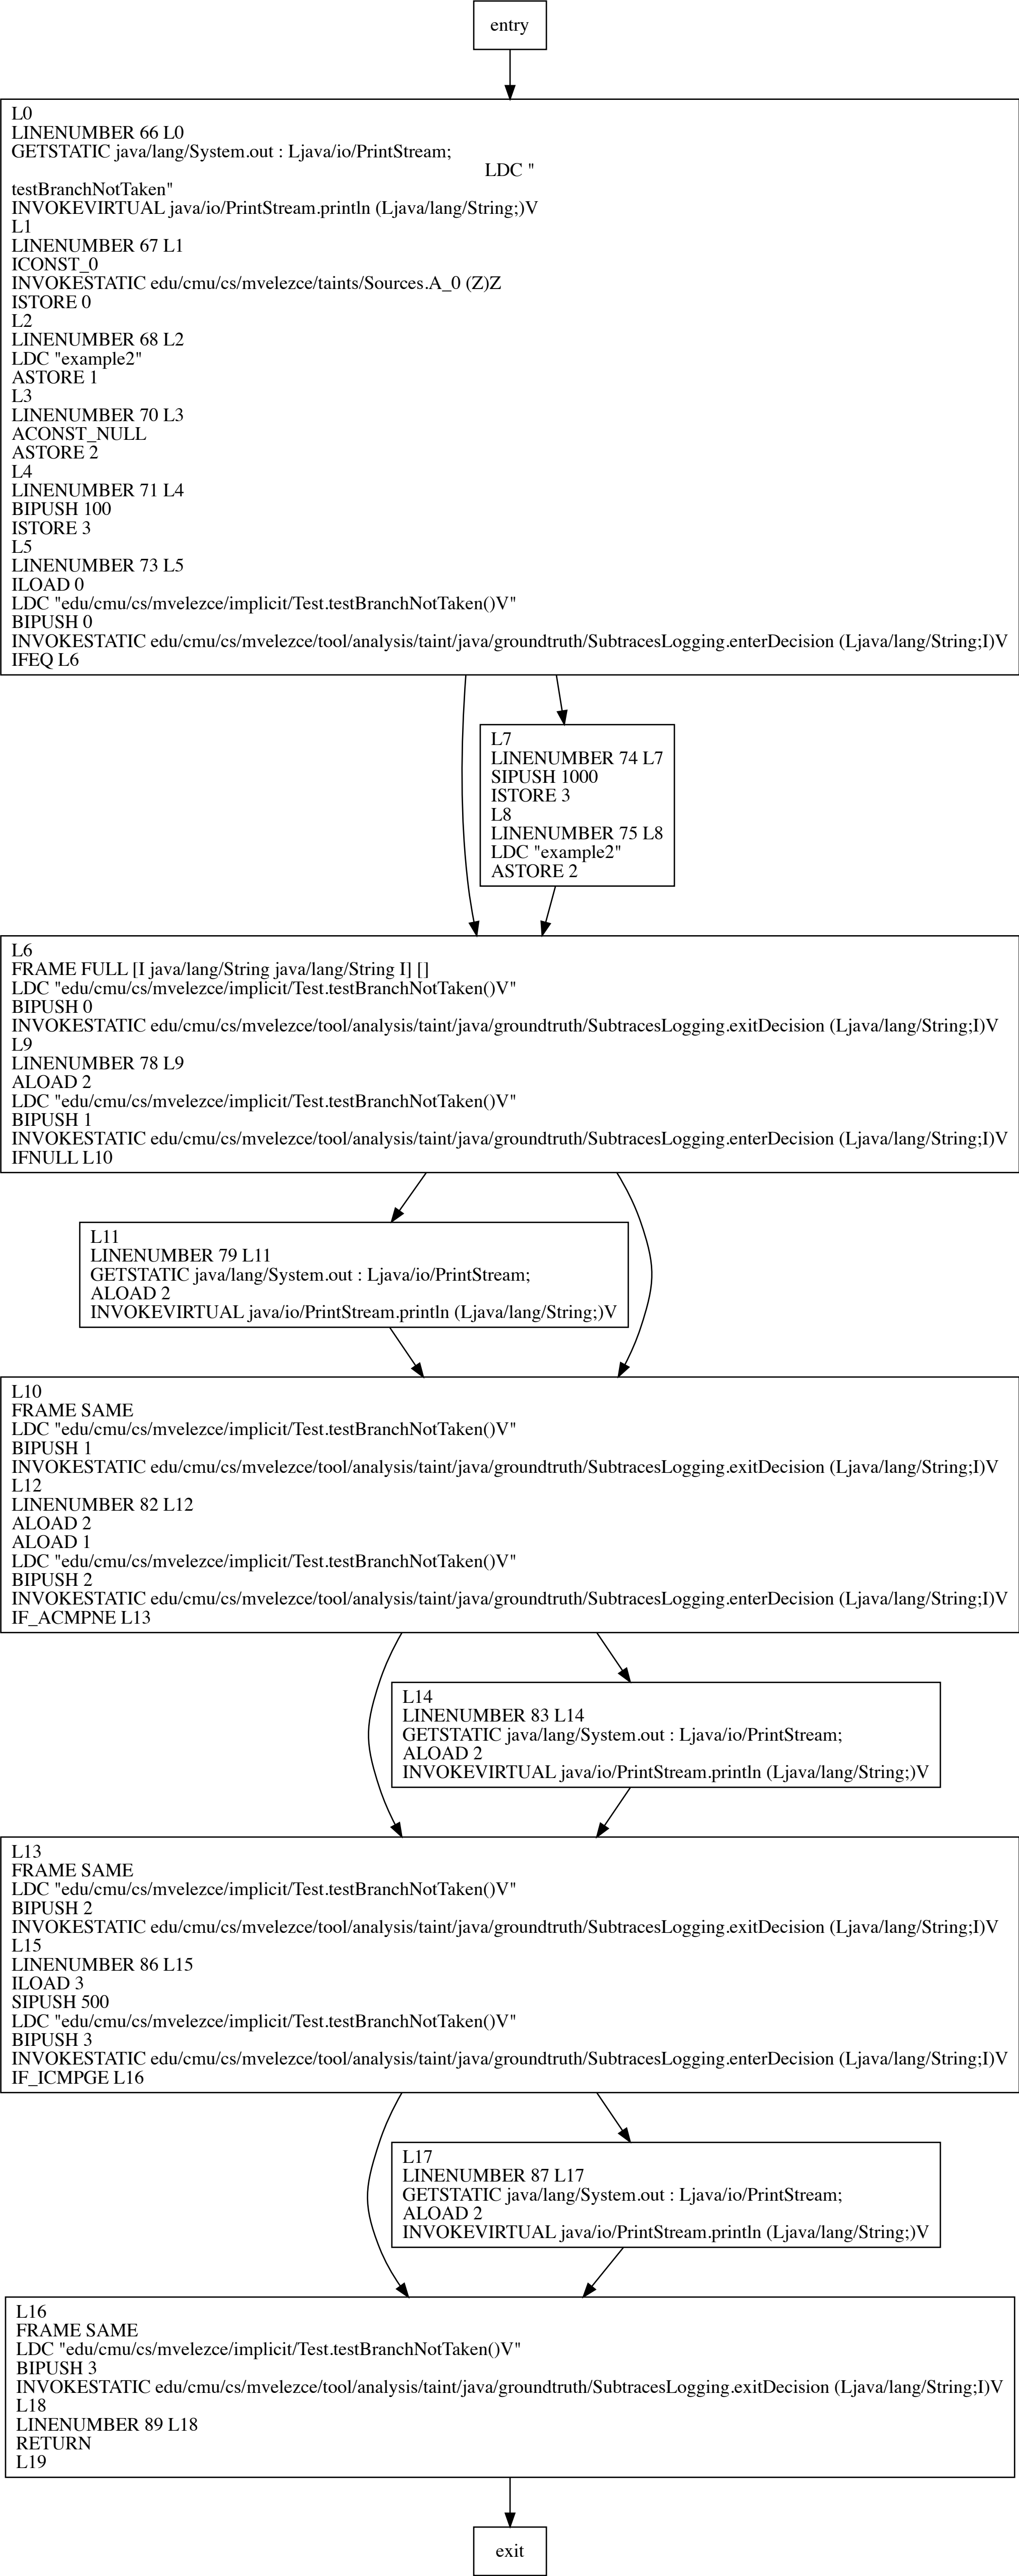 entry
L0
LINENUMBER 66 L0
GETSTATIC java/lang/System.out : Ljava/io/PrintStream;
LDC "
testBranchNotTaken"
INVOKEVIRTUAL java/io/PrintStream.println (Ljava/lang/String;)V
L1
LINENUMBER 67 L1
ICONST_0
INVOKESTATIC edu/cmu/cs/mvelezce/taints/Sources.A_0 (Z)Z
ISTORE 0
L2
LINENUMBER 68 L2
LDC "example2"
ASTORE 1
L3
LINENUMBER 70 L3
ACONST_NULL
ASTORE 2
L4
LINENUMBER 71 L4
BIPUSH 100
ISTORE 3
L5
LINENUMBER 73 L5
ILOAD 0
LDC "edu/cmu/cs/mvelezce/implicit/Test.testBranchNotTaken()V"
BIPUSH 0
INVOKESTATIC edu/cmu/cs/mvelezce/tool/analysis/taint/java/groundtruth/SubtracesLogging.enterDecision (Ljava/lang/String;I)V
IFEQ L6
L7
LINENUMBER 74 L7
SIPUSH 1000
ISTORE 3
L8
LINENUMBER 75 L8
LDC "example2"
ASTORE 2
L6
FRAME FULL [I java/lang/String java/lang/String I] []
LDC "edu/cmu/cs/mvelezce/implicit/Test.testBranchNotTaken()V"
BIPUSH 0
INVOKESTATIC edu/cmu/cs/mvelezce/tool/analysis/taint/java/groundtruth/SubtracesLogging.exitDecision (Ljava/lang/String;I)V
L9
LINENUMBER 78 L9
ALOAD 2
LDC "edu/cmu/cs/mvelezce/implicit/Test.testBranchNotTaken()V"
BIPUSH 1
INVOKESTATIC edu/cmu/cs/mvelezce/tool/analysis/taint/java/groundtruth/SubtracesLogging.enterDecision (Ljava/lang/String;I)V
IFNULL L10
L11
LINENUMBER 79 L11
GETSTATIC java/lang/System.out : Ljava/io/PrintStream;
ALOAD 2
INVOKEVIRTUAL java/io/PrintStream.println (Ljava/lang/String;)V
L10
FRAME SAME
LDC "edu/cmu/cs/mvelezce/implicit/Test.testBranchNotTaken()V"
BIPUSH 1
INVOKESTATIC edu/cmu/cs/mvelezce/tool/analysis/taint/java/groundtruth/SubtracesLogging.exitDecision (Ljava/lang/String;I)V
L12
LINENUMBER 82 L12
ALOAD 2
ALOAD 1
LDC "edu/cmu/cs/mvelezce/implicit/Test.testBranchNotTaken()V"
BIPUSH 2
INVOKESTATIC edu/cmu/cs/mvelezce/tool/analysis/taint/java/groundtruth/SubtracesLogging.enterDecision (Ljava/lang/String;I)V
IF_ACMPNE L13
L14
LINENUMBER 83 L14
GETSTATIC java/lang/System.out : Ljava/io/PrintStream;
ALOAD 2
INVOKEVIRTUAL java/io/PrintStream.println (Ljava/lang/String;)V
L13
FRAME SAME
LDC "edu/cmu/cs/mvelezce/implicit/Test.testBranchNotTaken()V"
BIPUSH 2
INVOKESTATIC edu/cmu/cs/mvelezce/tool/analysis/taint/java/groundtruth/SubtracesLogging.exitDecision (Ljava/lang/String;I)V
L15
LINENUMBER 86 L15
ILOAD 3
SIPUSH 500
LDC "edu/cmu/cs/mvelezce/implicit/Test.testBranchNotTaken()V"
BIPUSH 3
INVOKESTATIC edu/cmu/cs/mvelezce/tool/analysis/taint/java/groundtruth/SubtracesLogging.enterDecision (Ljava/lang/String;I)V
IF_ICMPGE L16
L17
LINENUMBER 87 L17
GETSTATIC java/lang/System.out : Ljava/io/PrintStream;
ALOAD 2
INVOKEVIRTUAL java/io/PrintStream.println (Ljava/lang/String;)V
L16
FRAME SAME
LDC "edu/cmu/cs/mvelezce/implicit/Test.testBranchNotTaken()V"
BIPUSH 3
INVOKESTATIC edu/cmu/cs/mvelezce/tool/analysis/taint/java/groundtruth/SubtracesLogging.exitDecision (Ljava/lang/String;I)V
L18
LINENUMBER 89 L18
RETURN
L19
exit